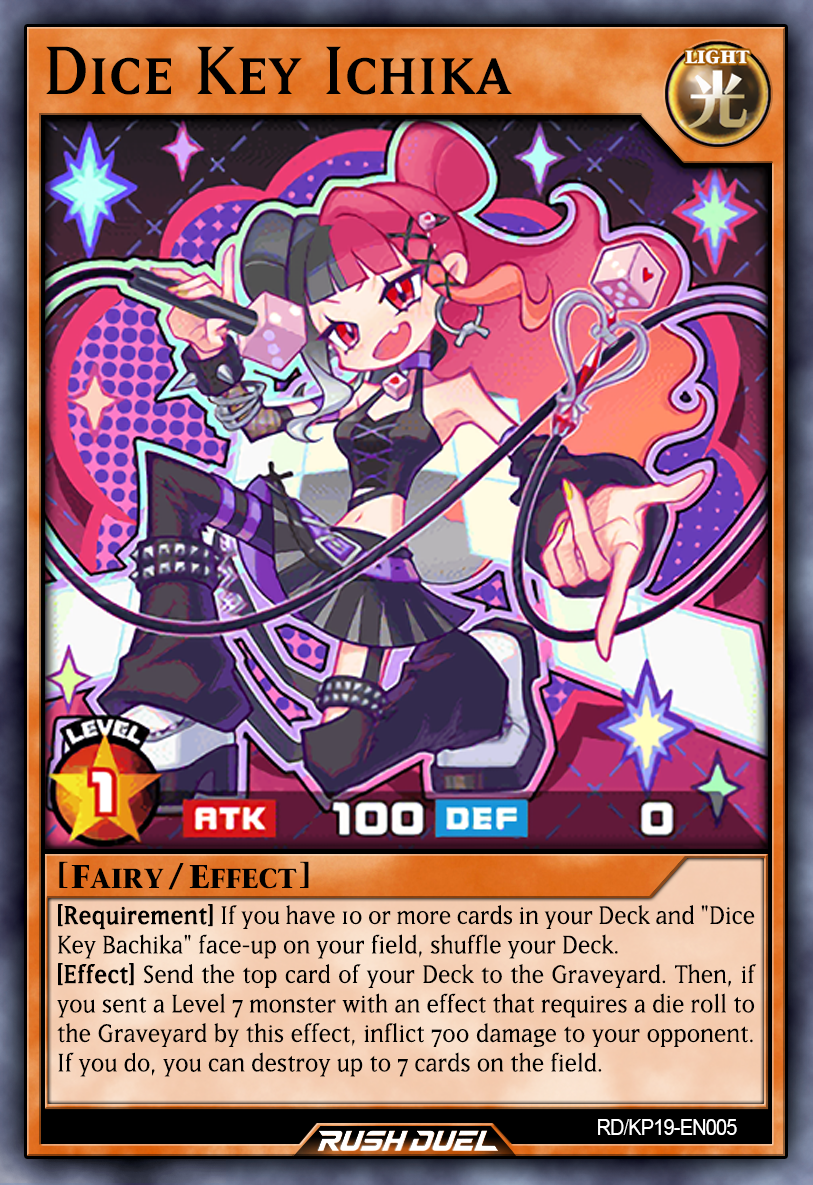 Dice Key Ichika
LIGHT
光
LEVEL
1
ATK 100 DEF 0
[Fairy / Effect]
[Requirement] If you have 10 or more cards in your Deck and "Dice
Key Bachika" face-up on your field, shuffle your Deck.
[Effect] Send the top card of your Deck to the Graveyard. Then, if
you sent a Level 7 monster with an effect that requires a die roll to
the Graveyard by this effect, inflict 700 damage to your opponent.
If you do, you can destroy up to 7 cards on the field.
RD/KP19-EN005
RUSH DUEL